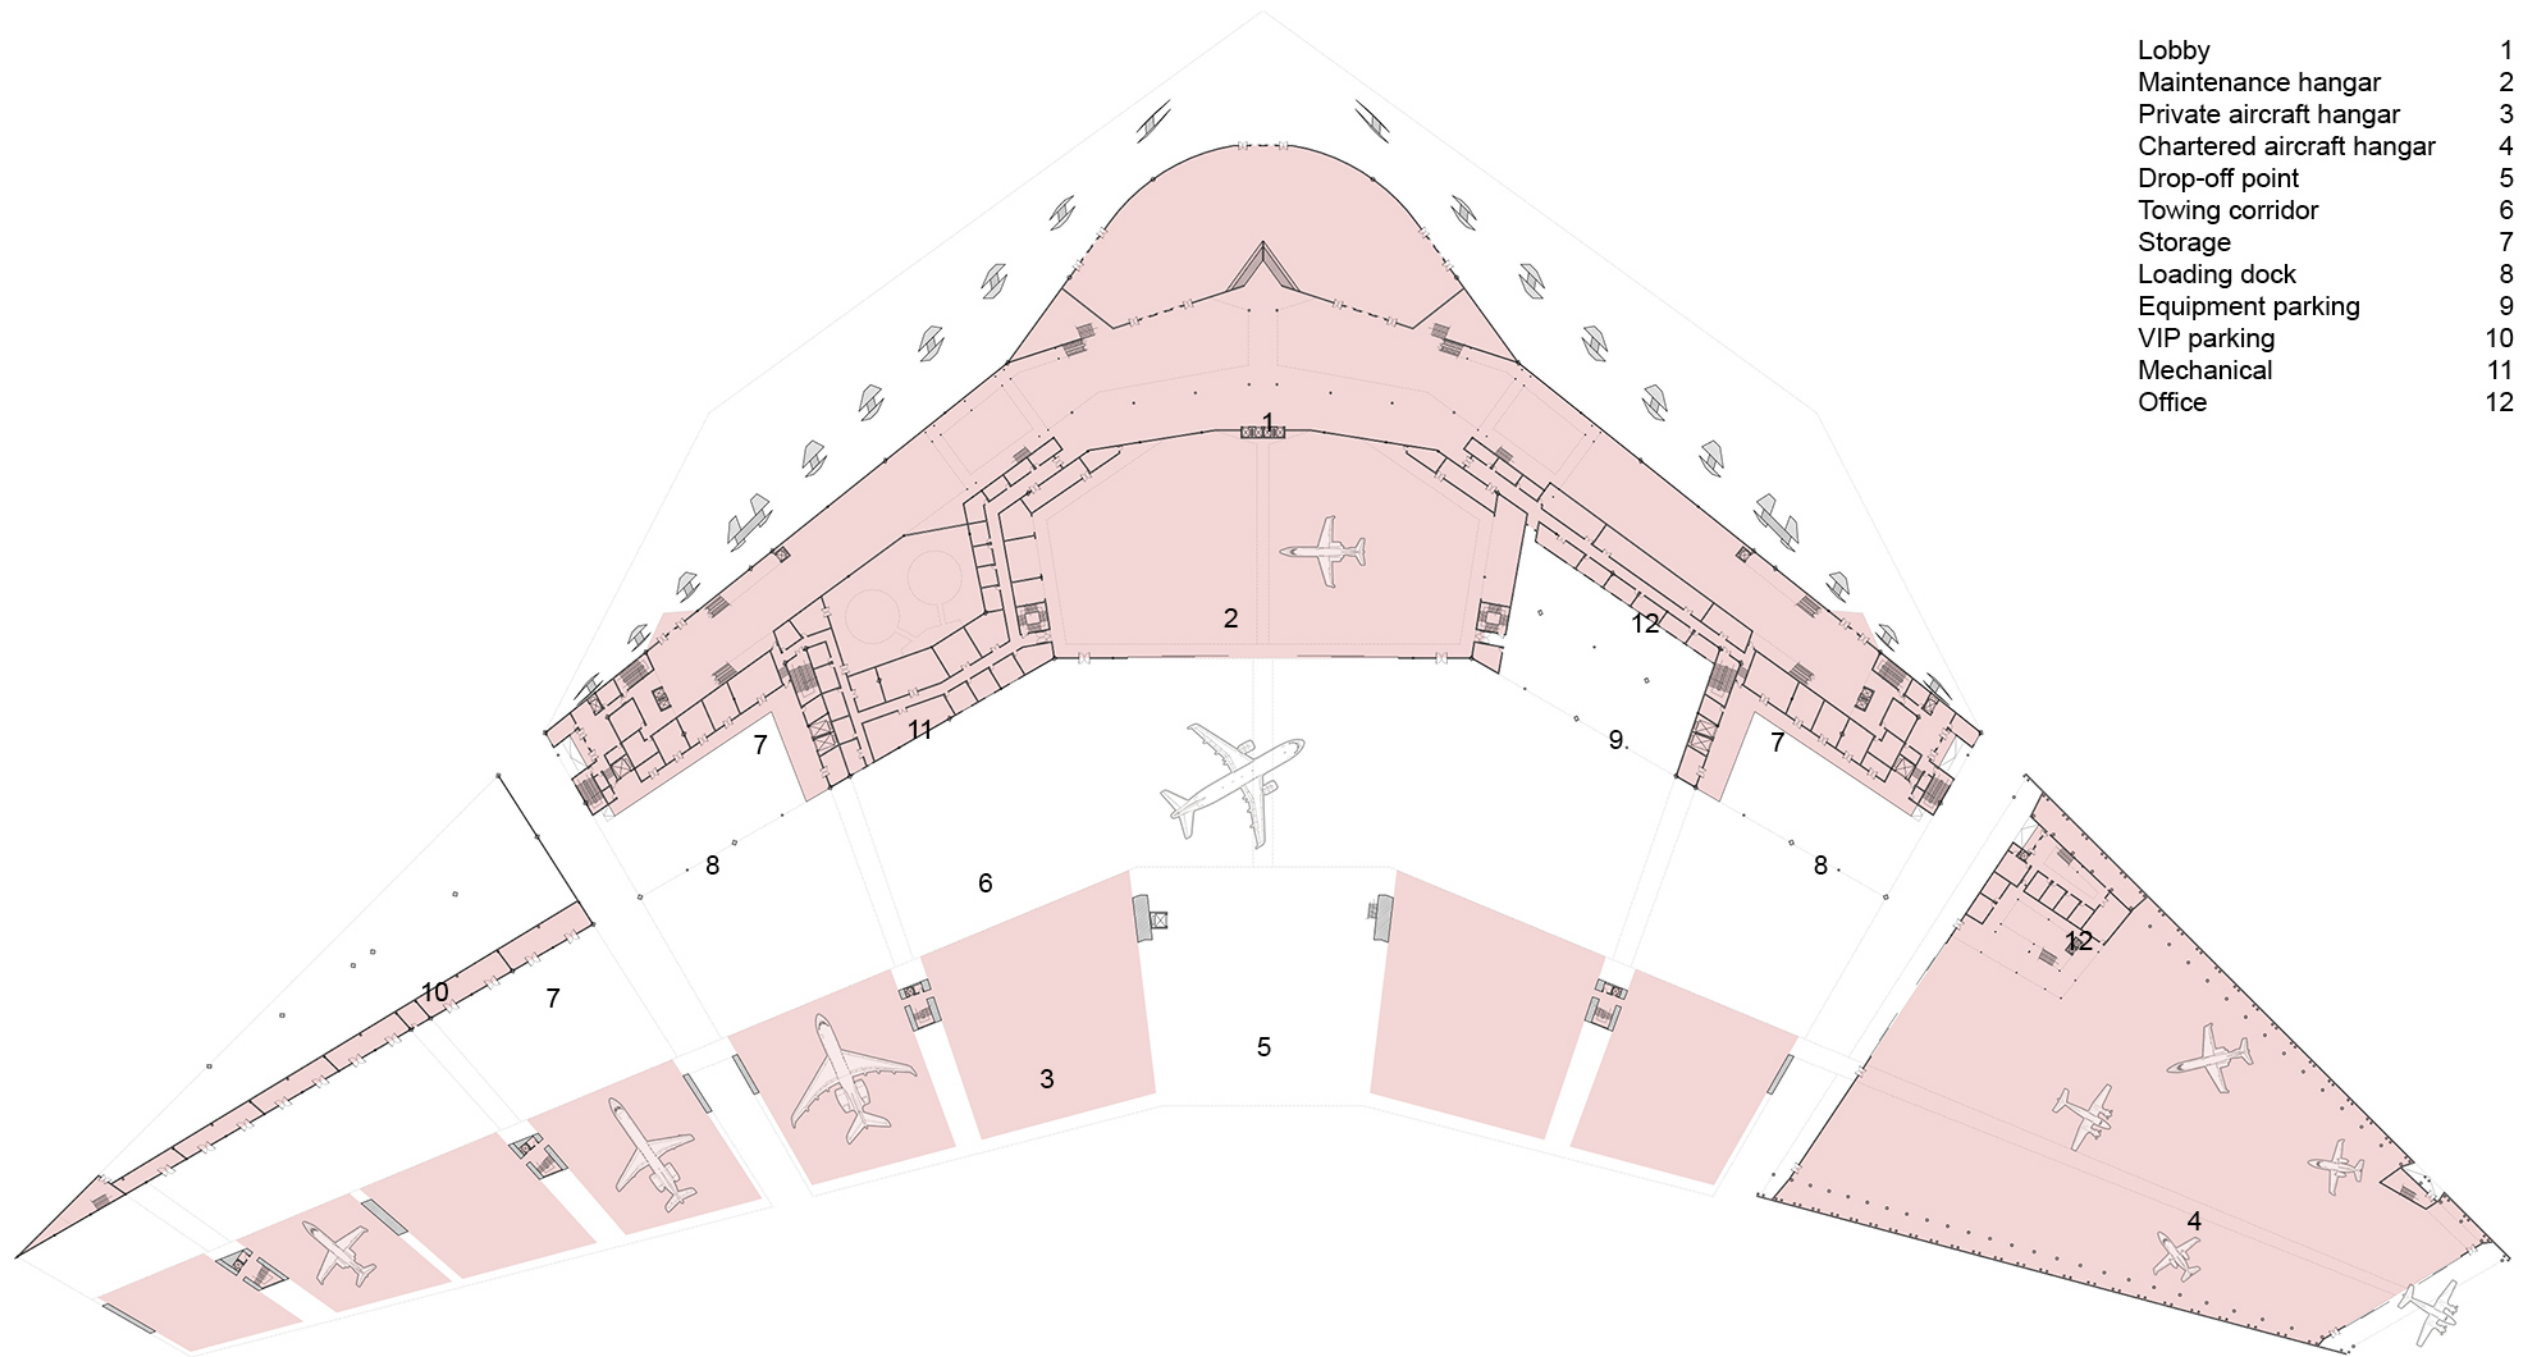 Lobby 1
Maintenance hangar 2
Private aircraft hangar 3
Chartered aircraft hangar 4
Drop-off point 5
Towing corridor 6
Storage 7
Loading dock 8
Equipment parking 9
VIP parking 10
Mechanical 11
Office 12
1
2
12
11
7
9
7
8
8
6
12
10
7
5
3
4